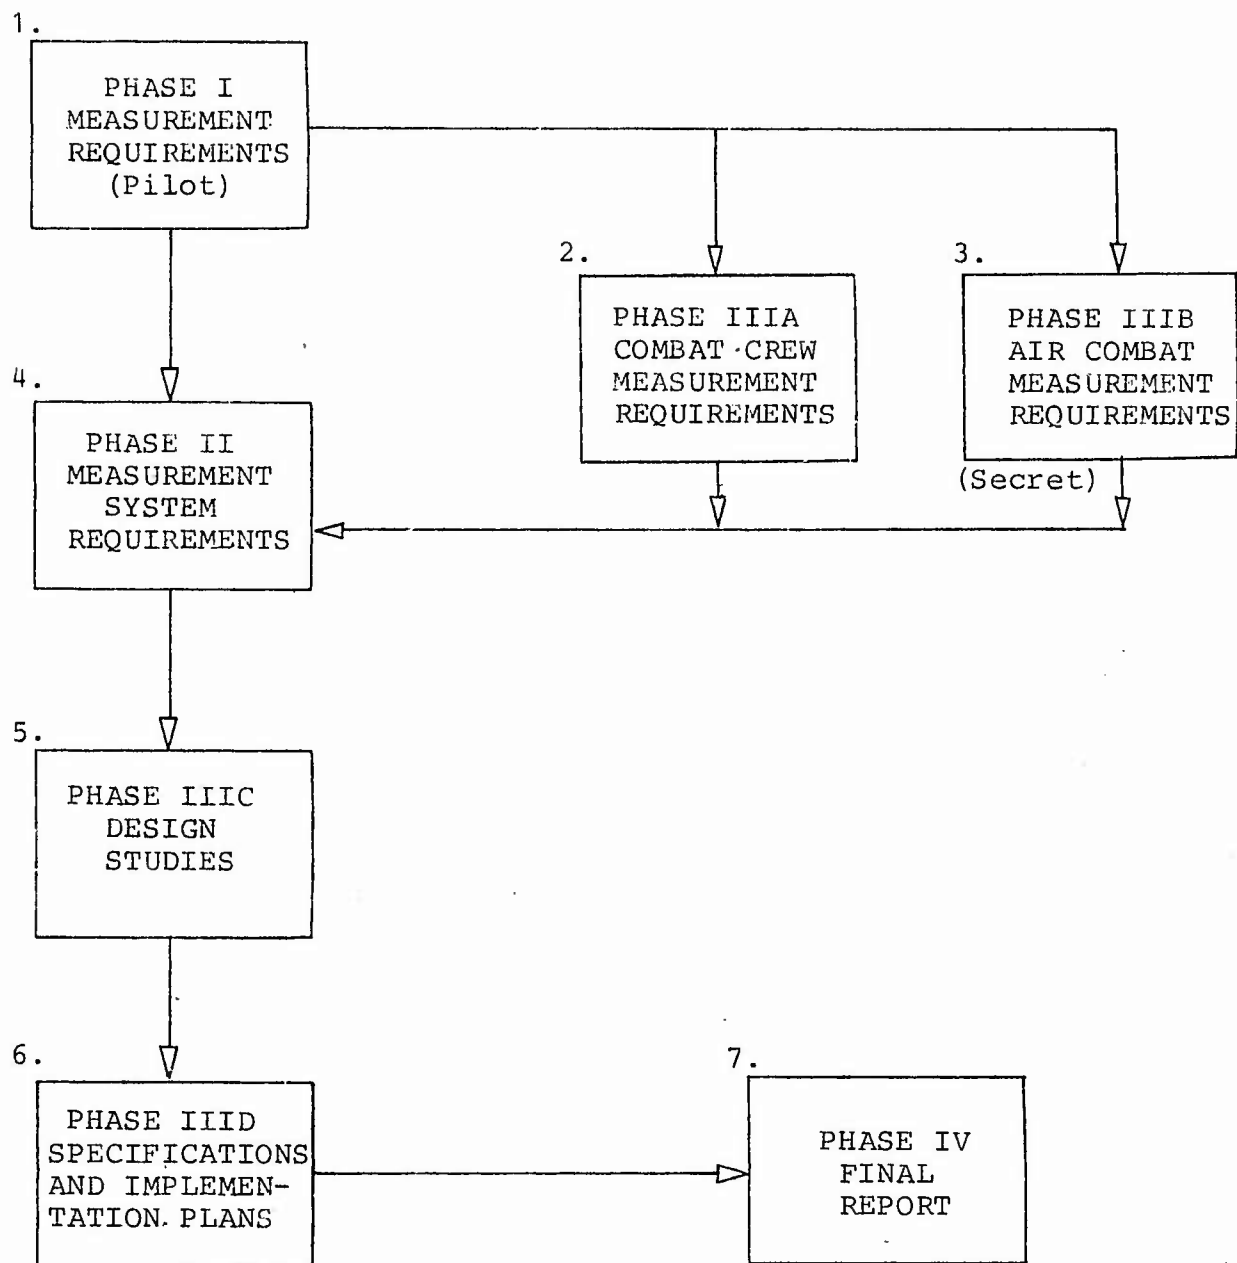 1.
PHASE I
MEASUREMENT
REQUIREMENTS
(Pilot)
2.
PHASE IIIA
COMBAT CREW
MEASUREMENT
REQUIREMENTS
3.
PHASE IIIB
AIR COMBAT
MEASUREMENT
REQUIREMENTS
(Secret)
4.
PHASE II
MEASUREMENT
SYSTEM
REQUIREMENTS
5.
PHASE IIIC
DESIGN
STUDIES
6.
PHASE IIID
SPECIFICATIONS
AND IMPLEMEN-
TATION PLANS
7.
PHASE IV
FINAL
REPORT